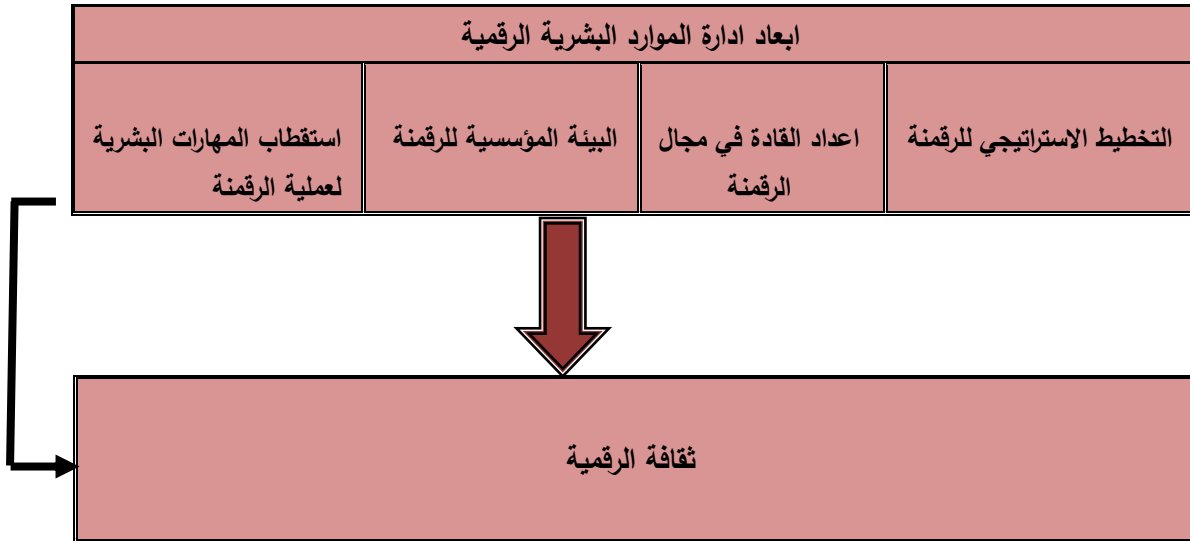 ابعاد ادارة الموارد البشرية الرقمية
التخطيط الاستراتيجي للرقمنة
اعداد القادة في مجال
الرقمنة
البيئة المؤسسية للرقمنة
استقطاب المهارات البشرية
لعملية الرقمنة
ثقافة الرقمية